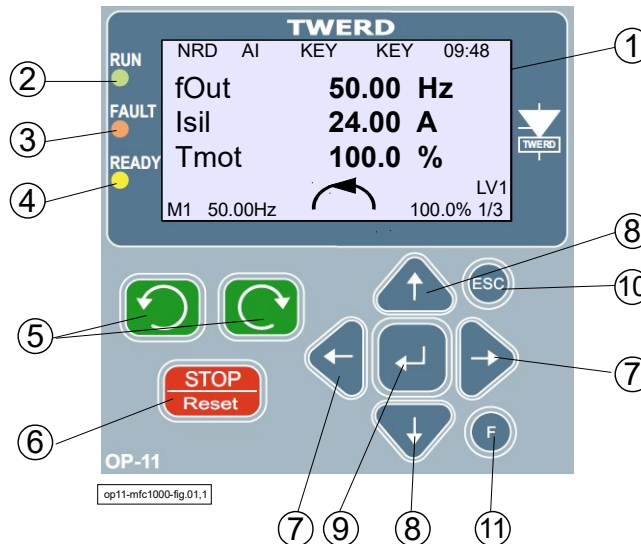 TWERD
NRD AI KEY KEY 09:48
fOut 50.00 Hz
Isil 24.00 A
Tmot 100.0 %
LV1
M1 50.00Hz 100.0% 1/3
RUN
FAULT
READY
TWERD
1
2
3
4
8
ESC
10
5
7
STOP
Reset
6
F
OP-11
op11-mfc1000-fig.01,1
7
9
8
11